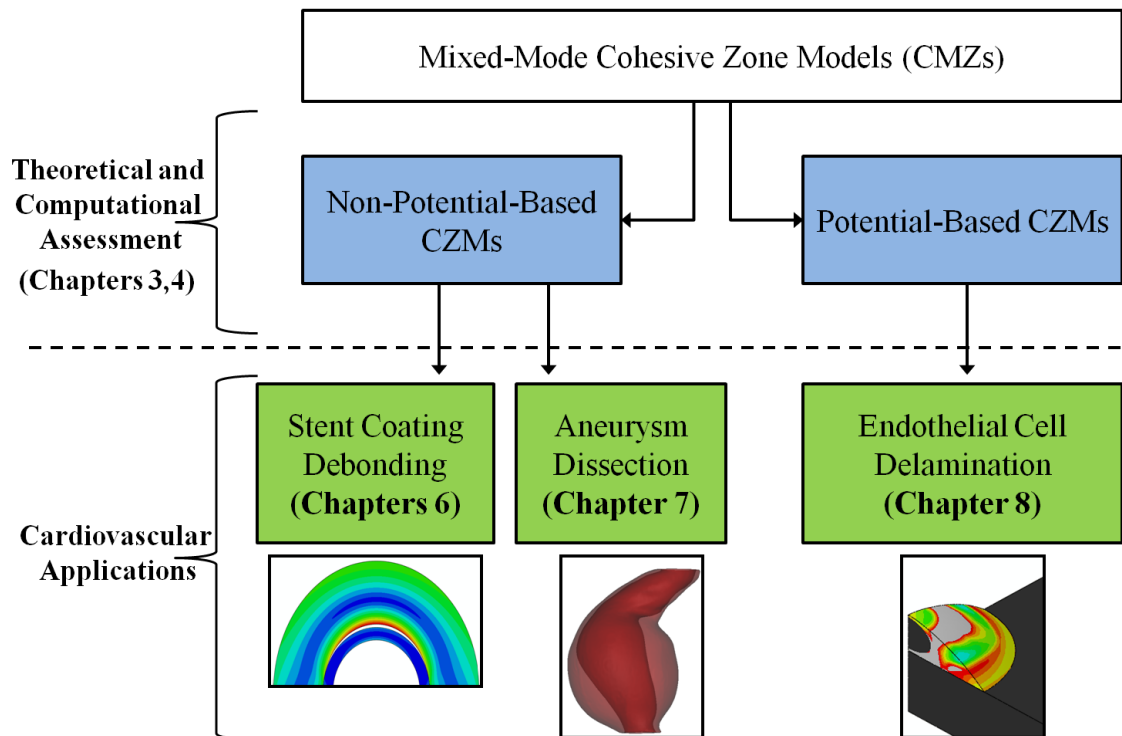 Mixed-Mode Cohesive Zone Models (CMZs)
Theoretical and
Computational
Assessment
(Chapters 3,4)
Non-Potential-Based
CZMs
Potential-Based CZMs
Cardiovascular
Applications
Stent Coating
Debonding
(Chapters 6)
Aneurysm
Dissection
(Chapter 7)
Endothelial Cell
Delamination
(Chapter 8)